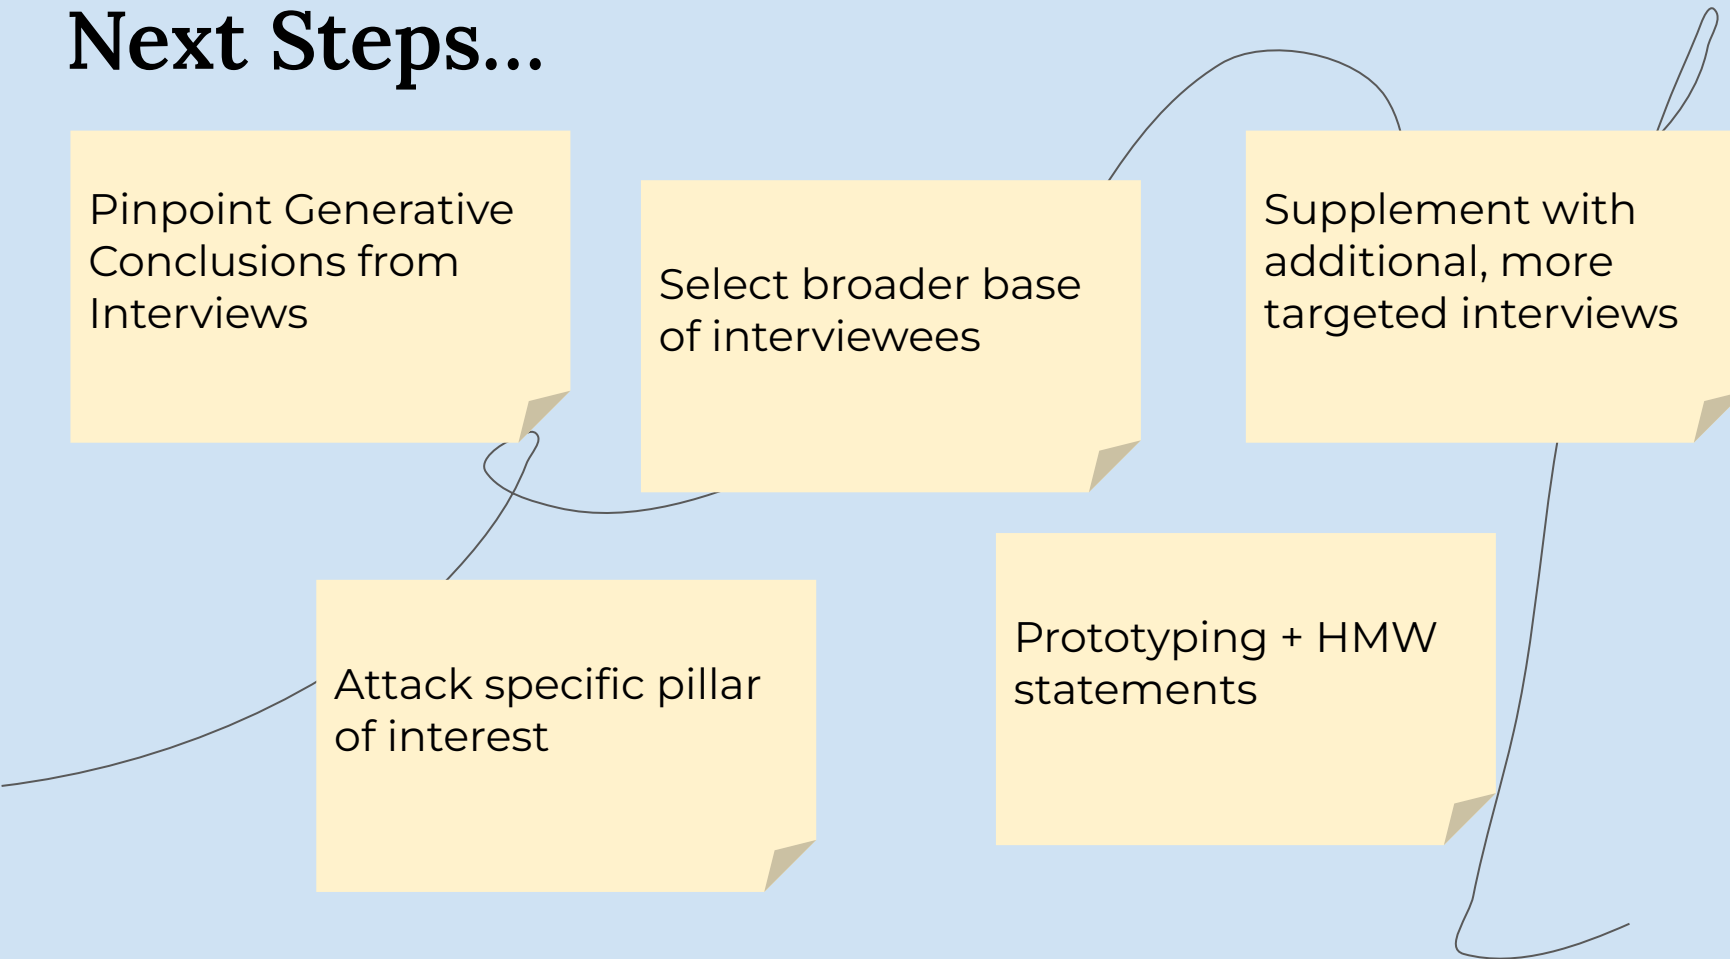 Next Steps...
Pinpoint Generative
Conclusions from
Interviews
Select broader base
of interviewees
Supplement with
additional, more
targeted interviews
Attack specific pillar
of interest
Prototyping + HMW
statements